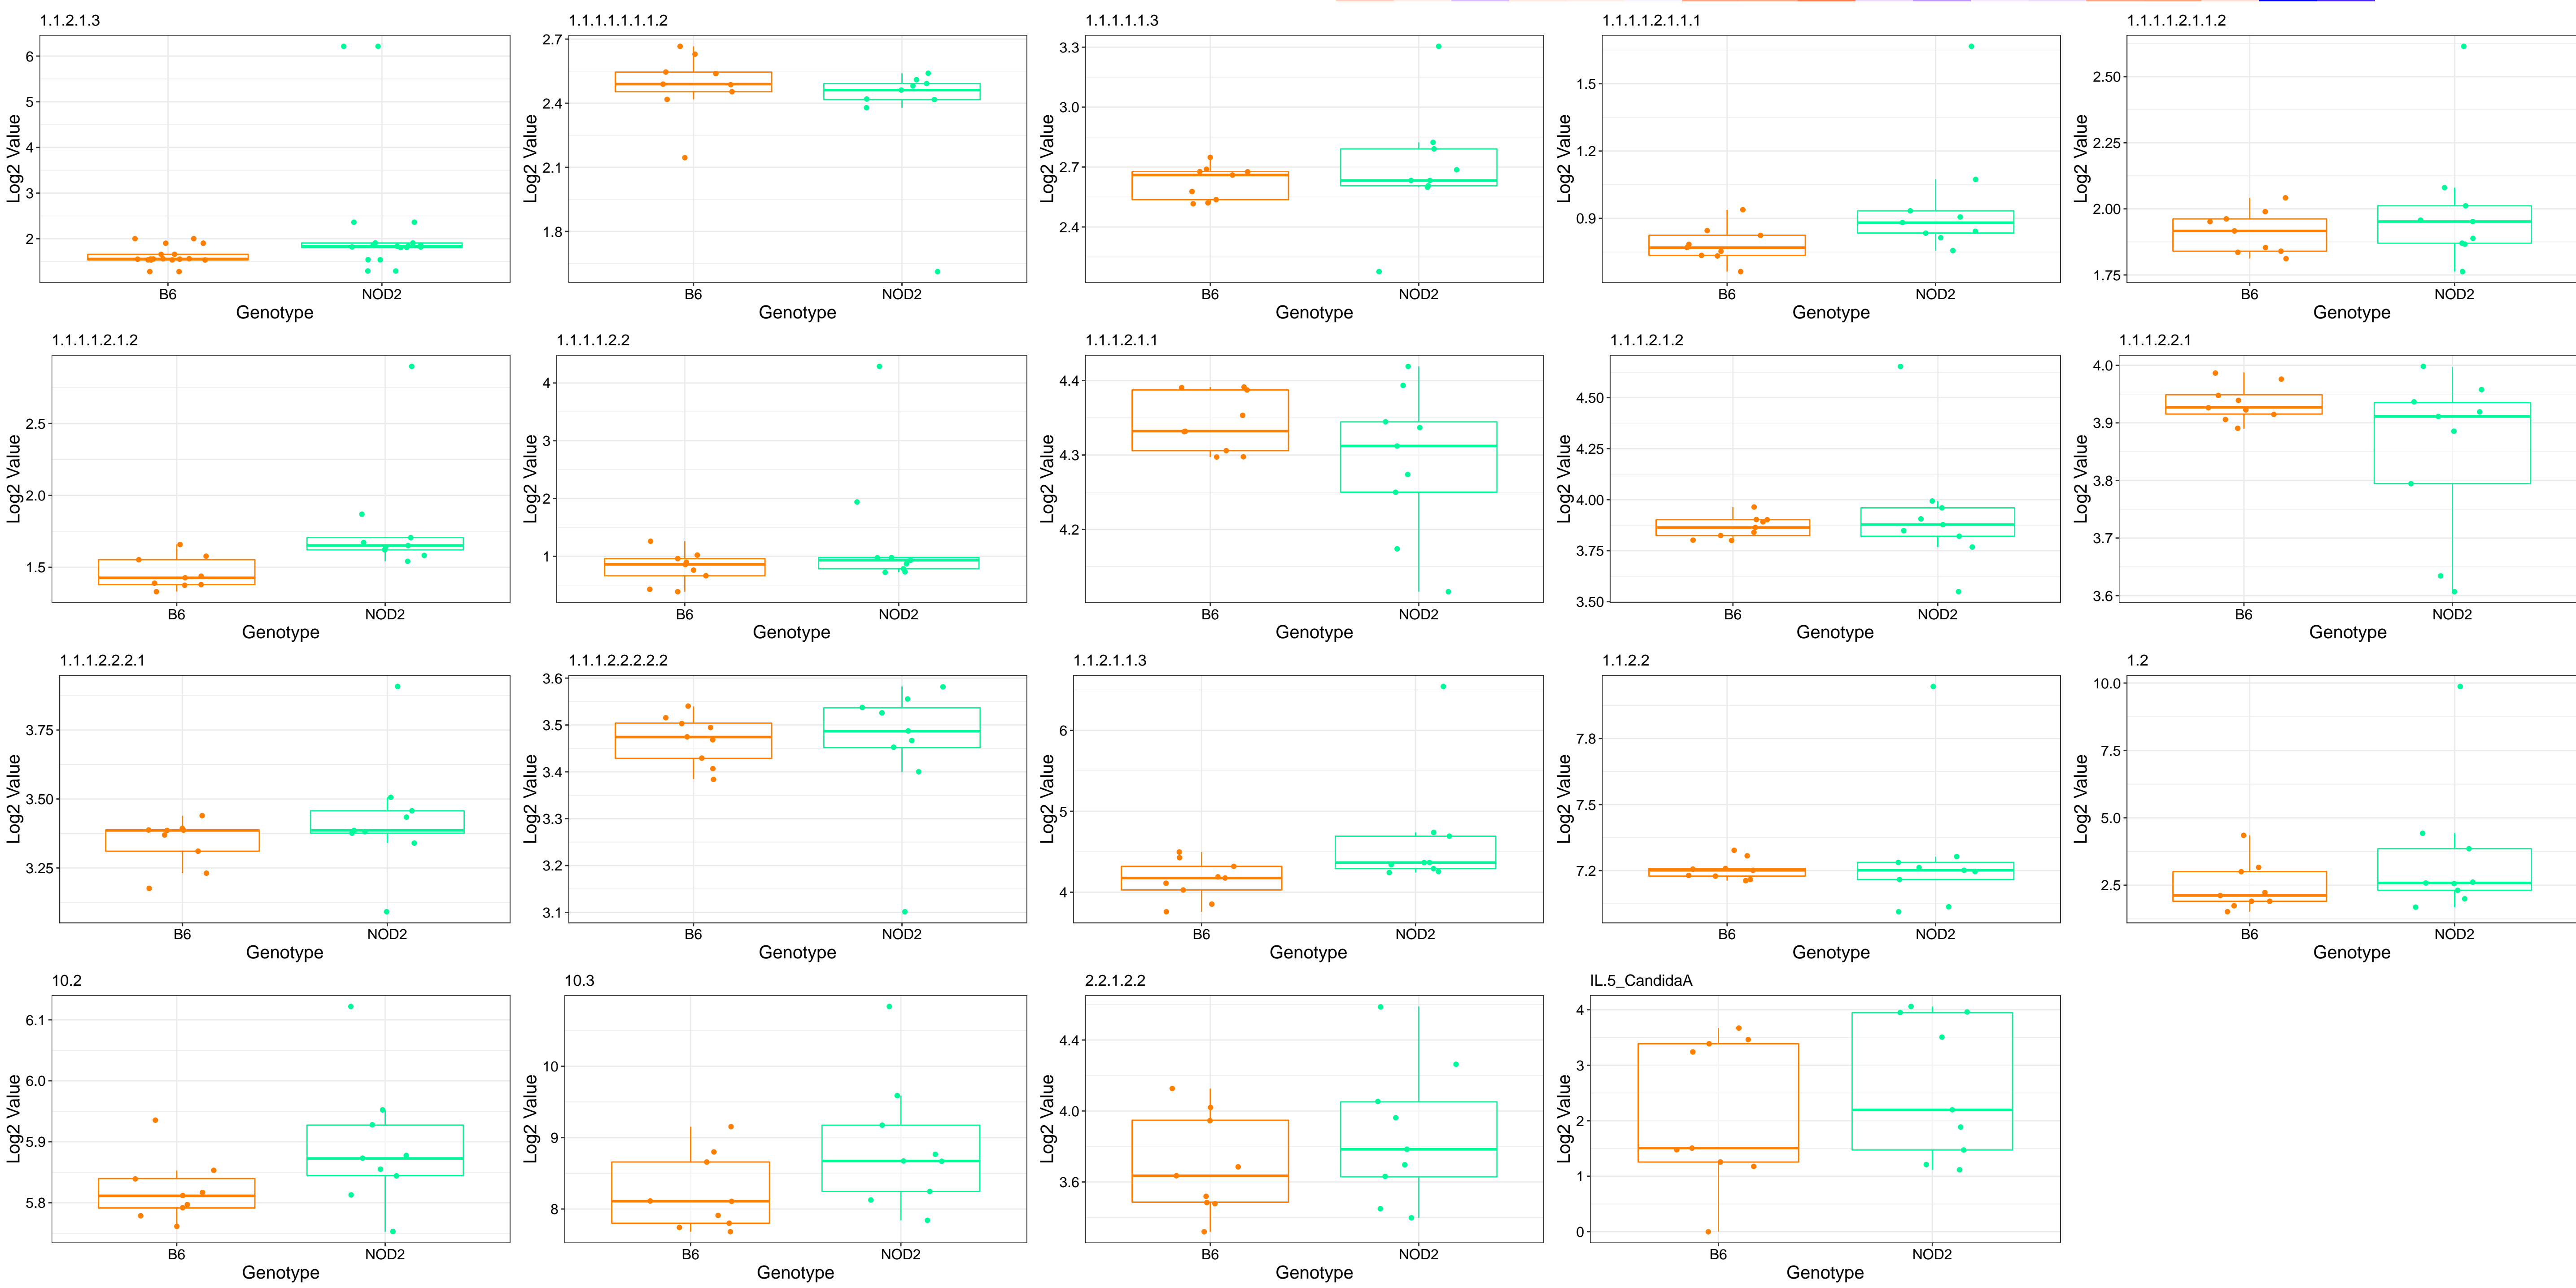 1.1.2.1.3
1.1.1.1.1.1.1.1.2
1.1.1.1.1.1.3
1.1.1.1.1.2.1.1.1.1
1.1.1.1.1.2.1.1.1.2
Log2 Value
6
5
4
3
2
B6
NOD2
Genotype
Log2 Value
2.7
2.4
2.1
1.8
B6
NOD2
Genotype
Log2 Value
3.3
3.0
2.7
2.4
B6
NOD2
Genotype
Log2 Value
1.5
1.2
0.9
B6
NOD2
Genotype
Log2 Value
2.50
2.25
2.00
1.75
B6
NOD2
Genotype
1.1.1.1.1.2.1.2
1.1.1.1.1.2.2
1.1.1.2.1.1
1.1.1.2.1.2
1.1.1.2.2.1
Log2 Value
2.5
2.0
1.5
B6
NOD2
Genotype
Log2 Value
4
3
2
1
B6
NOD2
Genotype
Log2 Value
4.4
4.3
4.2
B6
NOD2
Genotype
Log2 Value
4.50
4.25
4.00
3.75
3.50
B6
NOD2
Genotype
Log2 Value
4.0
3.9
3.8
3.7
3.6
B6
NOD2
Genotype
1.1.1.2.2.2.1
1.1.1.2.2.2.2.2
1.1.2.1.1.3
1.1.2.2
1.2
Log2 Value
3.75
3.50
3.25
B6
NOD2
Genotype
Log2 Value
3.6
3.5
3.4
3.3
3.2
3.1
B6
NOD2
Genotype
Log2 Value
6
5
4
B6
NOD2
Genotype
Log2 Value
7.8
7.5
7.2
B6
NOD2
Genotype
Log2 Value
10.0
7.5
5.0
2.5
B6
NOD2
Genotype
10.2
10.3
2.2.1.2.2
IL.5_CandidaA
Log2 Value
6.1
6.0
5.9
5.8
B6
NOD2
Genotype
Log2 Value
10
9
8
B6
NOD2
Genotype
Log2 Value
4.4
4.0
3.6
B6
NOD2
Genotype
Log2 Value
4
3
2
1
0
B6
NOD2
Genotype